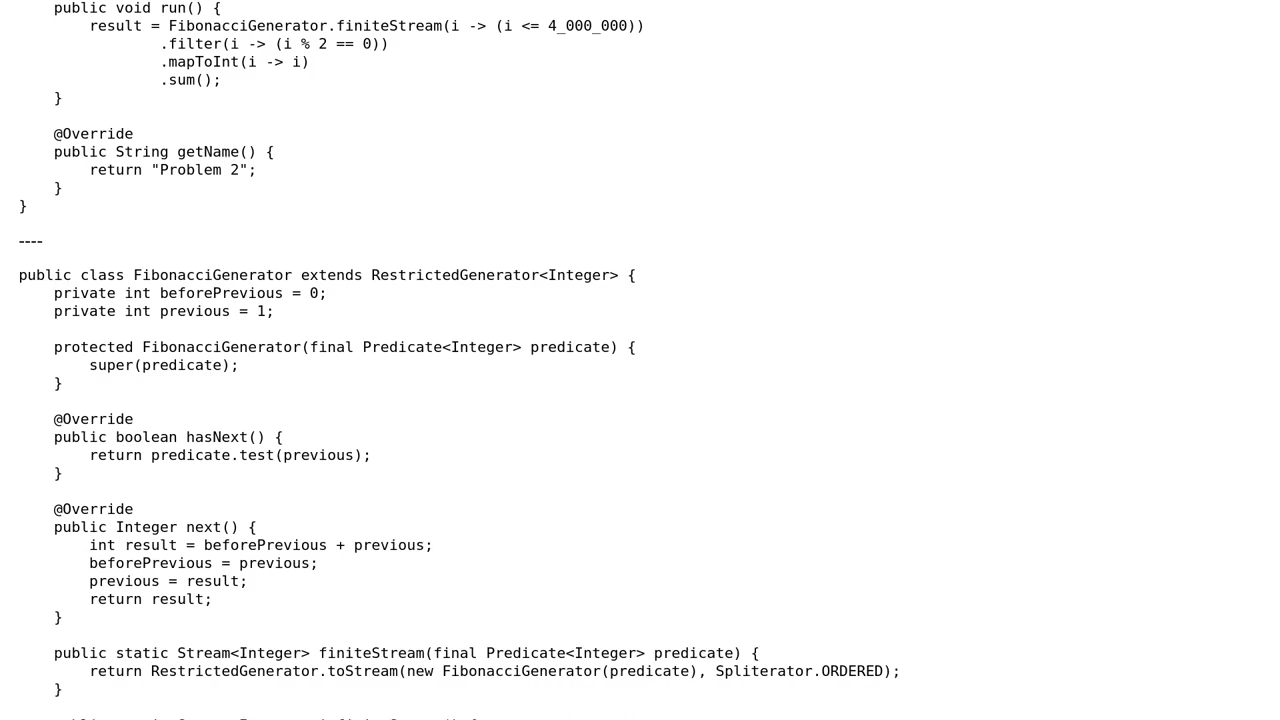 public void run() {
        result = FibonacciGenerator.finiteStream(i -> (i <= 4_000_000))
                .filter(i -> (i % 2 == 0))
                .mapToInt(i -> i)
                .sum();
    }

    @Override
    public String getName() {
        return "Problem 2";
    }
}

----

public class FibonacciGenerator extends RestrictedGenerator<Integer> {
    private int beforePrevious = 0;
    private int previous = 1;

    protected FibonacciGenerator(final Predicate<Integer> predicate) {
        super(predicate);
    }

    @Override
    public boolean hasNext() {
        return predicate.test(previous);
    }

    @Override
    public Integer next() {
        int result = beforePrevious + previous;
        beforePrevious = previous;
        previous = result;
        return result;
    }

    public static Stream<Integer> finiteStream(final Predicate<Integer> predicate) {
        return RestrictedGenerator.toStream(new FibonacciGenerator(predicate), Spliterator.ORDERED);
    }